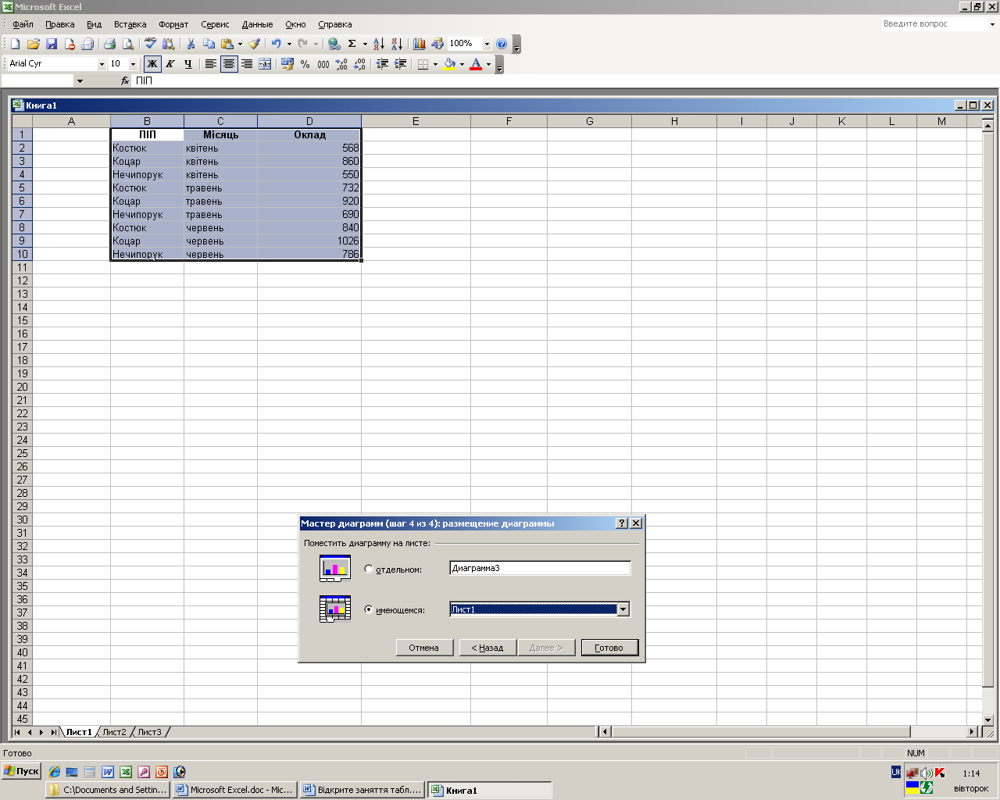 Microsoft Excel
Файл Правка Вид Вставка Формат Сервис Данные Окно Справка Введите вопрос
Σ 100%
Arial Cyr 10 Ж К Ч % 000 A
fx ПІП
Книга1
A B C D E F G H I J K L M
1 ПІП Місяць Оклад
2 Костюк квітень 568
3 Коцар квітень 860
4 Нечипорук квітень 550
5 Костюк травень 732
6 Коцар травень 920
7 Нечипорук травень 690
8 Костюк червень 840
9 Коцар червень 1026
10 Нечипорук червень 786
11
12
13
14
15
16
17
18
19
20
21
22
23
24
25
26
27
28
29
30
31
32
33
34
35
36
37
38
39
40
41
42
43
44
45
Мастер диаграмм (шаг 4 из 4): размещение диаграммы
Поместить диаграмму на листе:
отдельном: Диаграмма3
имеющемся: Лист1
Отмена < Назад Далее > Готово
Лист1 Лист2 Лист3
Готово NUM
Пуск UK 1:14
C:\Documents and Settin... Microsoft Excel.doc - Mic... Відкрите заняття табл.... Книга1 вівторок